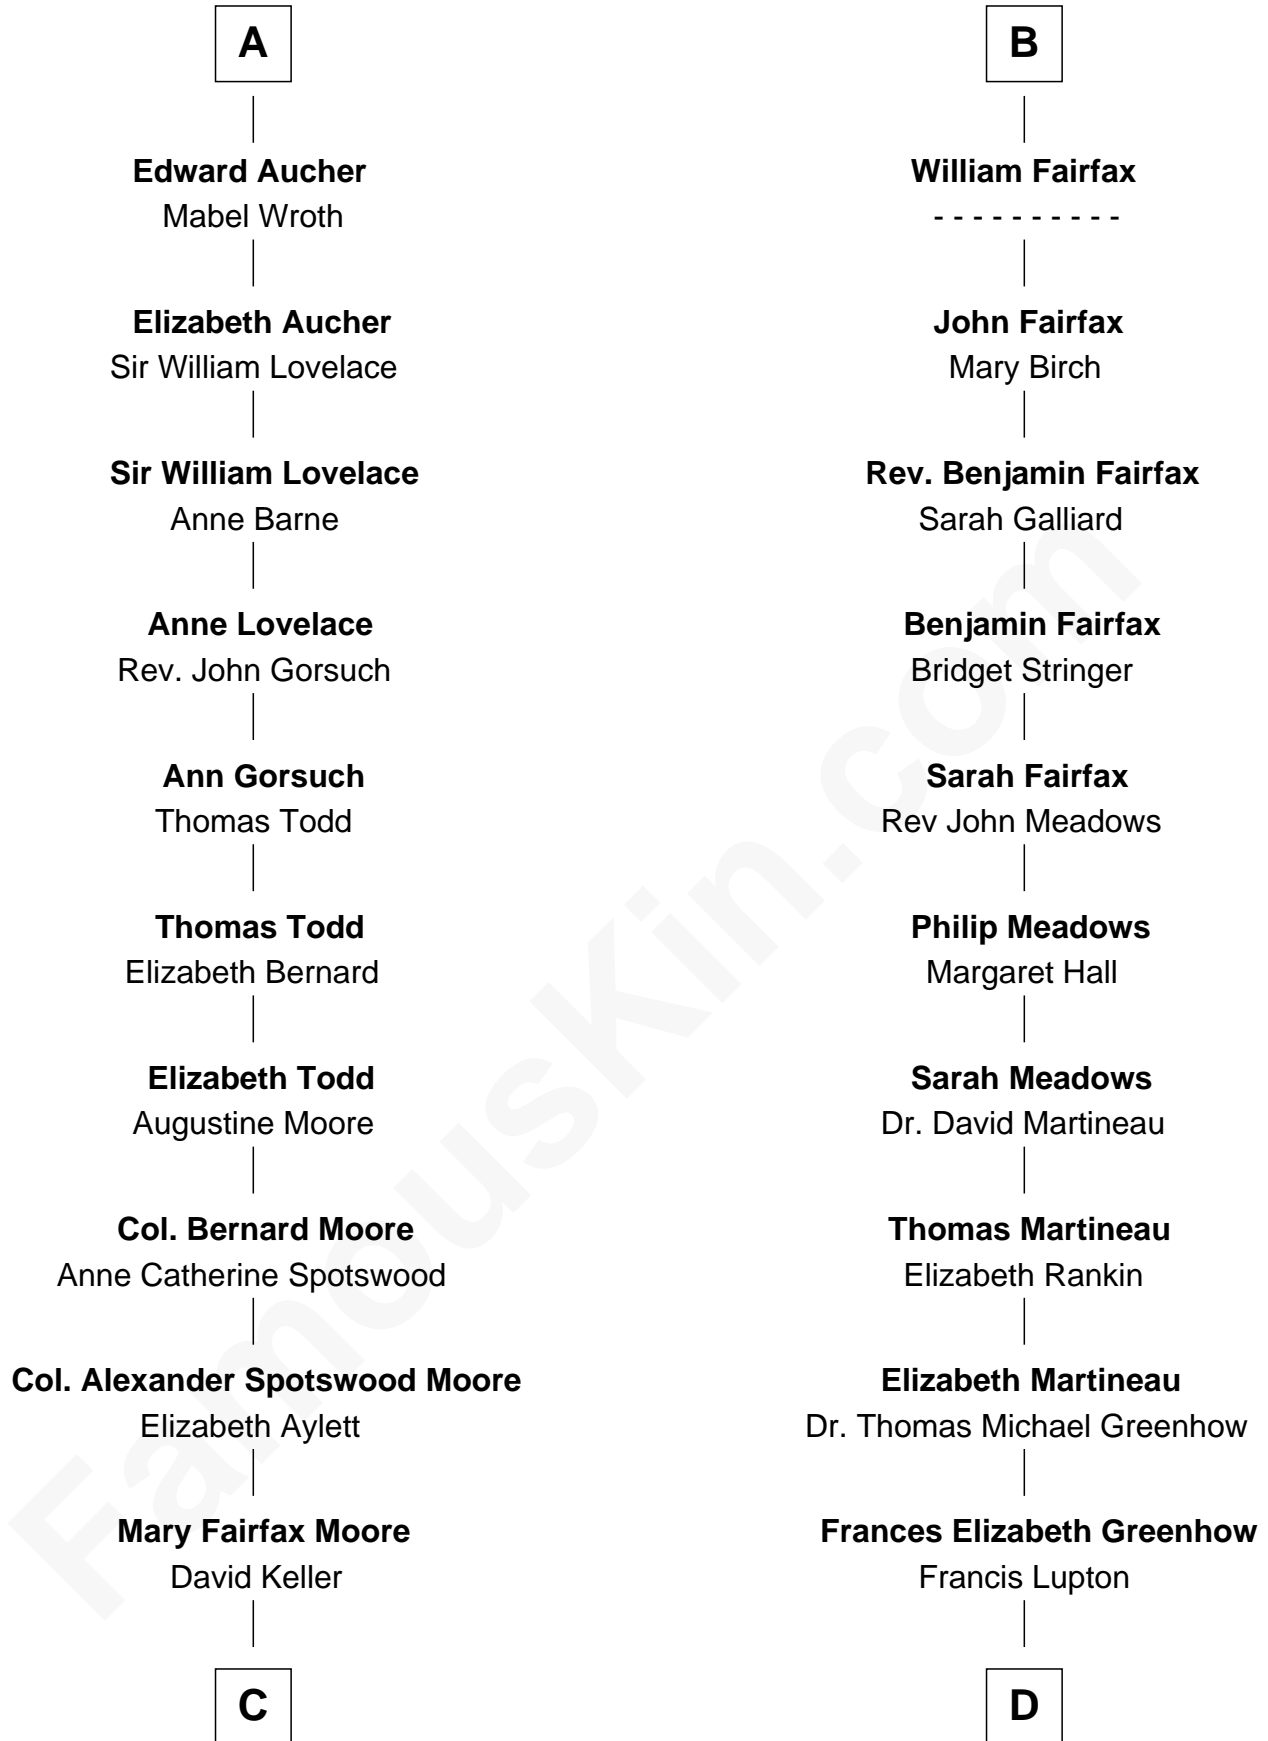 A
Edward Aucher
Mabel Wroth
Elizabeth Aucher
Sir William Lovelace
Sir William Lovelace
Anne Barne
Anne Lovelace
Rev. John Gorsuch
Ann Gorsuch
Thomas Todd
Thomas Todd
Elizabeth Bernard
Elizabeth Todd
Augustine Moore
Col. Bernard Moore
Anne Catherine Spotswood
Col. Alexander Spotswood Moore
Elizabeth Aylett
Mary Fairfax Moore
David Keller
C
B
William Fairfax
- - - - - - - - - -
John Fairfax
Mary Birch
Rev. Benjamin Fairfax
Sarah Galliard
Benjamin Fairfax
Bridget Stringer
Sarah Fairfax
Rev John Meadows
Philip Meadows
Margaret Hall
Sarah Meadows
Dr. David Martineau
Thomas Martineau
Elizabeth Rankin
Elizabeth Martineau
Dr. Thomas Michael Greenhow
Frances Elizabeth Greenhow
Francis Lupton
D
FamousKin.com